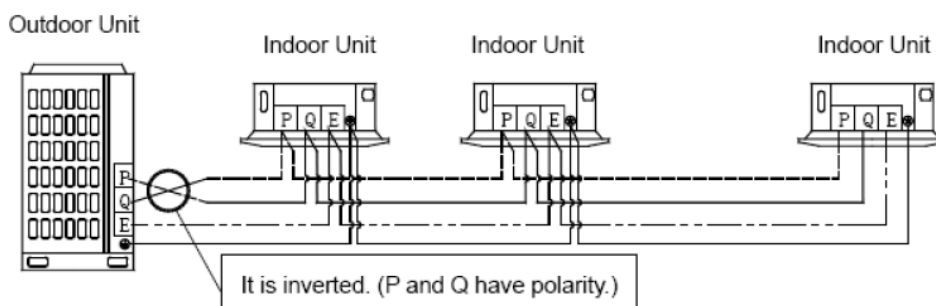 Outdoor Unit
Indoor Unit
Indoor Unit
Indoor Unit
P Q E
P Q E
P Q E
P
Q
E
It is inverted. (P and Q have polarity.)